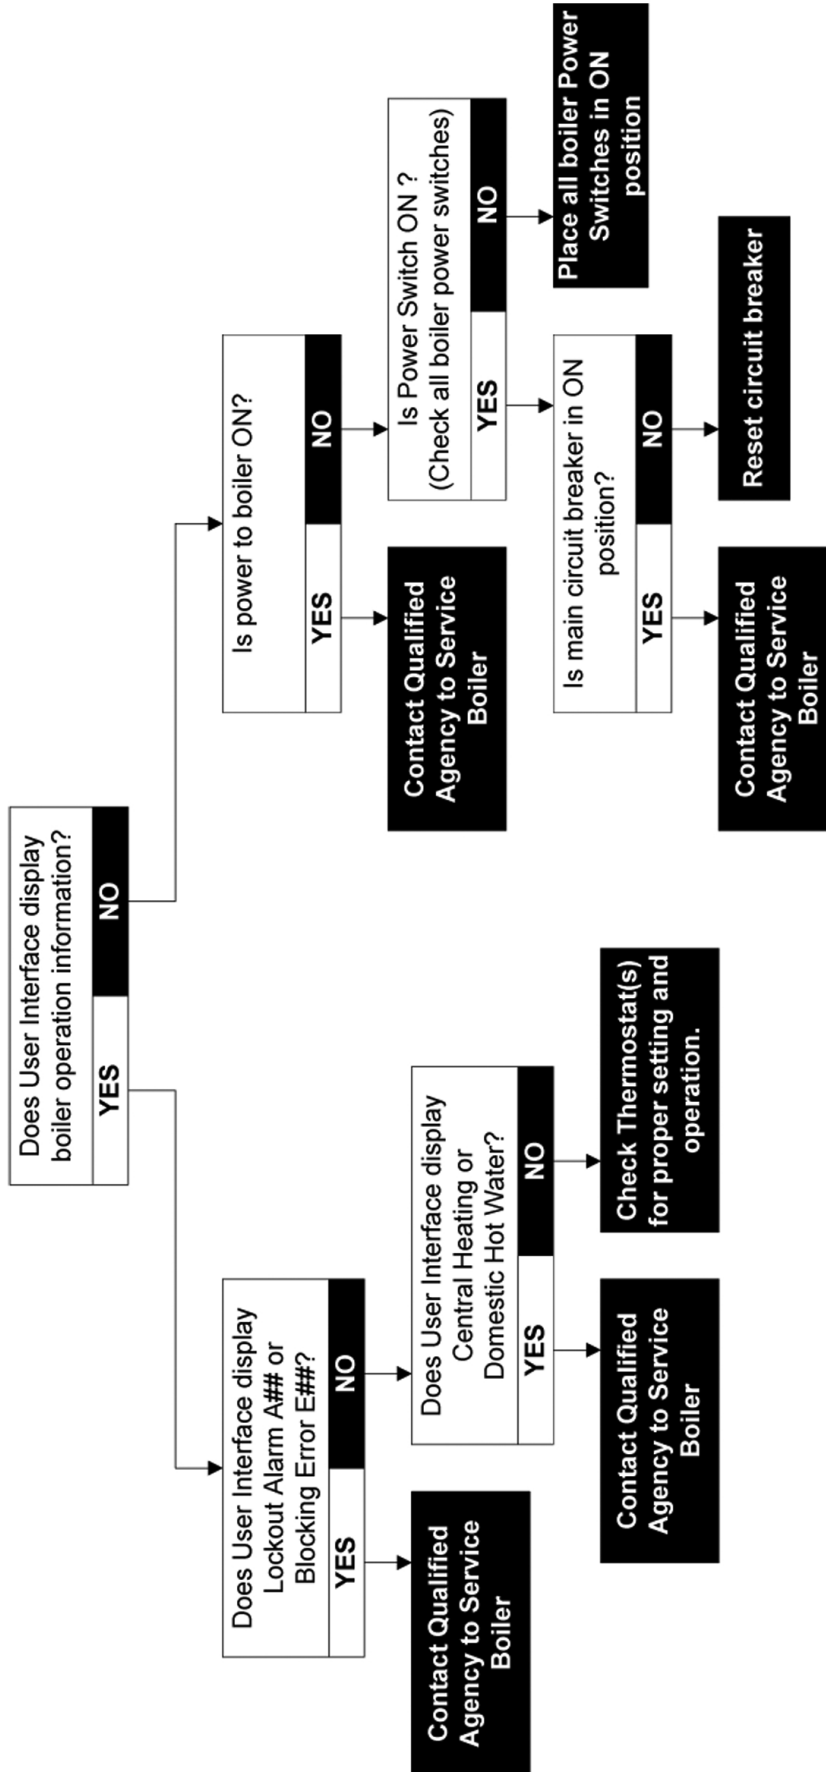 Does User Interface display
boiler operation information?
YES
NO
Does User Interface display
Lockout Alarm A## or
Blocking Error E##?
YES
NO
Contact Qualified
Agency to Service
Boiler
Does User Interface display
Central Heating or
Domestic Hot Water?
YES
NO
Contact Qualified
Agency to Service
Boiler
Check Thermostat(s)
for proper setting and
operation.
Is power to boiler ON?
YES
NO
Contact Qualified
Agency to Service
Boiler
Is Power Switch ON ?
(Check all boiler power switches)
YES
NO
Is main circuit breaker in ON
position?
YES
NO
Contact Qualified
Agency to Service
Boiler
Reset circuit breaker
Place all boiler Power
Switches in ON
position